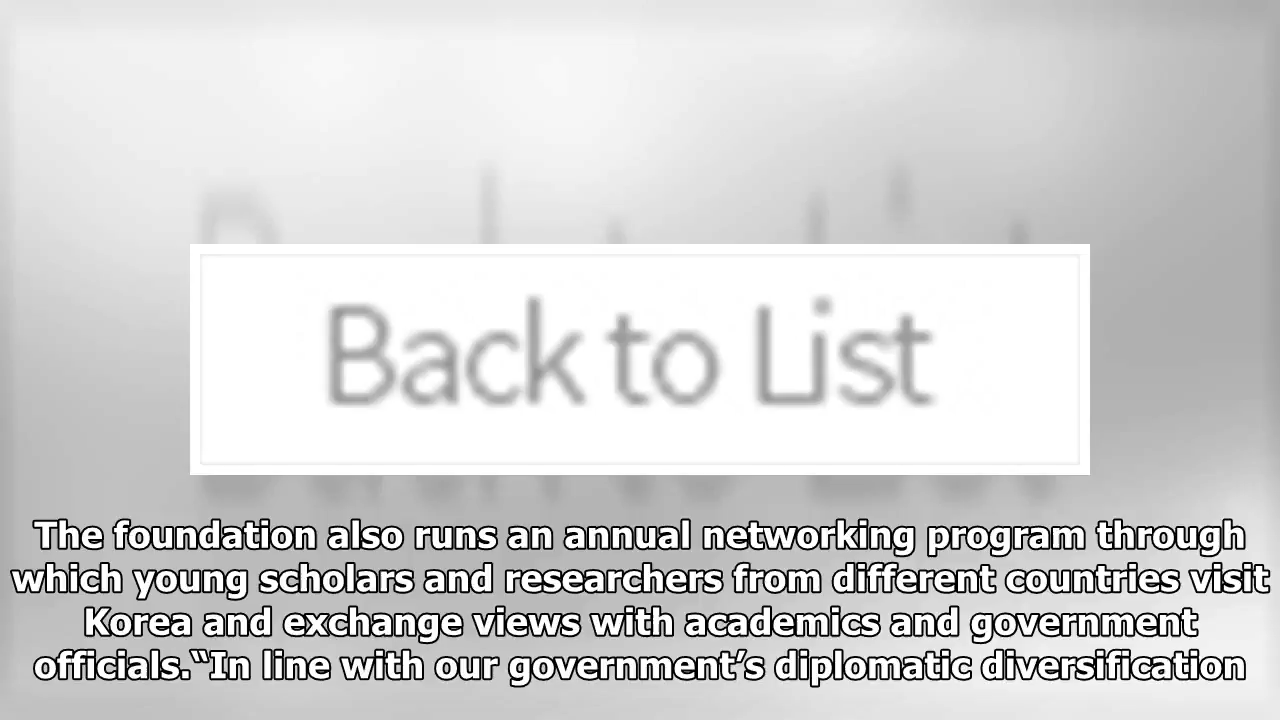 Back to List
The foundation also runs an annual networking program through
which young scholars and researchers from different countries visit
Korea and exchange views with academics and government
officials.“In line with our government’s diplomatic diversification